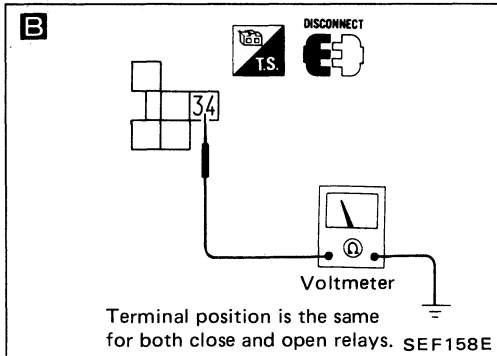 B
DISCONNECT
T.S.
34
Ω
Voltmeter
Terminal position is the same
for both close and open relays. SEF158E